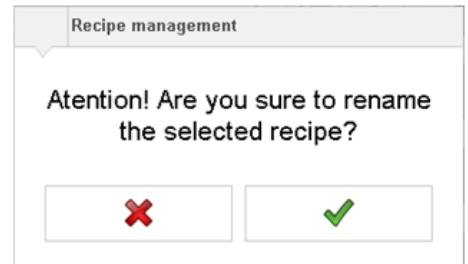 Recipe management
Atention! Are you sure to rename
the selected recipe?